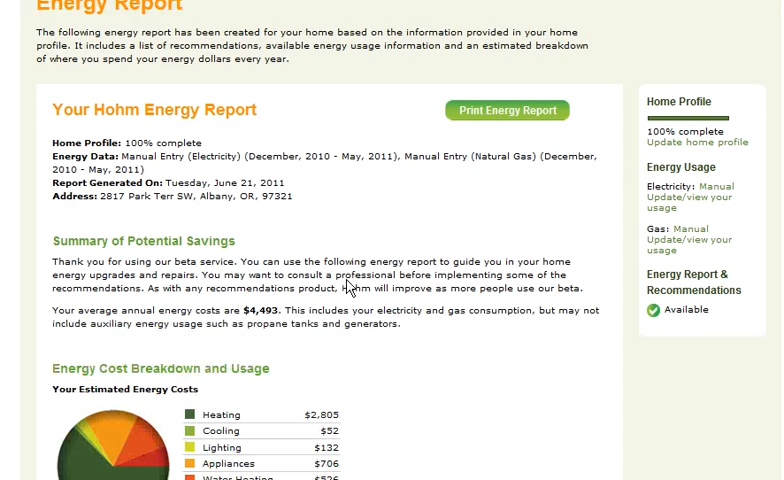 Energy Report
The following energy report has been created for your home based on the information provided in your home
profile. It includes a list of recommendations, available energy usage information and an estimated breakdown
of where you spend your energy dollars every year.
Your Hohm Energy Report
Print Energy Report
Home Profile: 100% complete
Energy Data: Manual Entry (Electricity) (December, 2010 - May, 2011), Manual Entry (Natural Gas) (December,
2010 - May, 2011)
Report Generated On: Tuesday, June 21, 2011
Address: 2817 Park Terr SW, Albany, OR, 97321
Summary of Potential Savings
Thank you for using our beta service. You can use the following energy report to guide you in your home
energy upgrades and repairs. You may want to consult a professional before implementing some of the
recommendations. As with any recommendations product, Hohm will improve as more people use our beta.
Your average annual energy costs are $4,493. This includes your electricity and gas consumption, but may not
include auxiliary energy usage such as propane tanks and generators.
Energy Cost Breakdown and Usage
Your Estimated Energy Costs
Heating $2,805
Cooling $52
Lighting $132
Appliances $706
Water Heating $526
Home Profile
100% complete
Update home profile
Energy Usage
Electricity: Manual
Update/view your
usage
Gas: Manual
Update/view your
usage
Energy Report &
Recommendations
Available